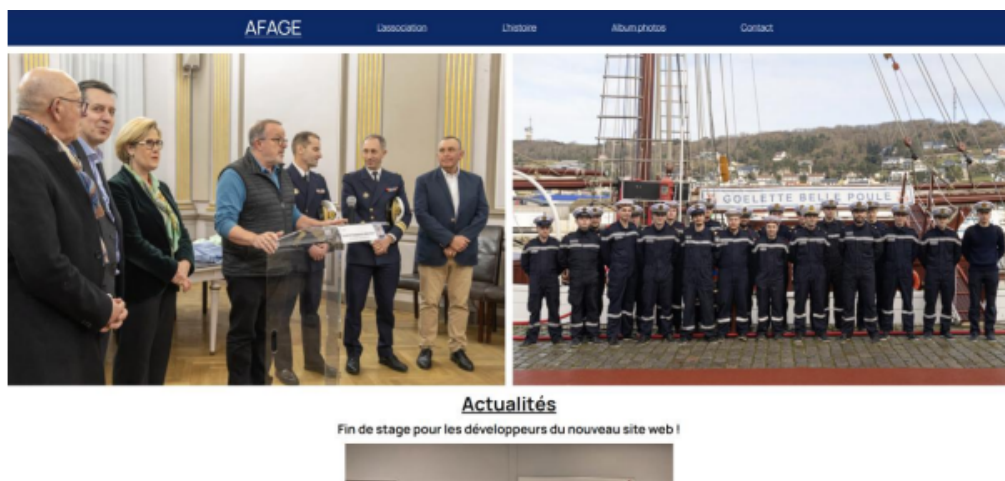 AFAGE
L'association
L'histoire
Album photos
Contact
GOELETTE BELLE POULE
Actualités
Fin de stage pour les développeurs du nouveau site web !